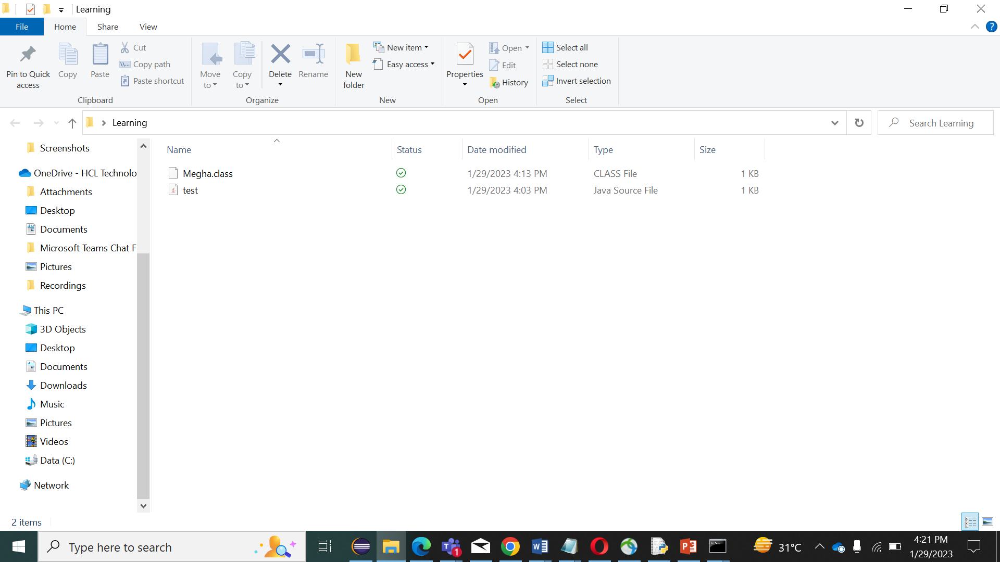 Learning
File
Home
Share
View
Pin to Quick
access
Copy
Paste
Cut
Copy path
Paste shortcut
Clipboard
Move
to
Copy
to
Delete
Rename
Organize
New
folder
New item
Easy access
New
Properties
Open
Edit
History
Open
Select all
Select none
Invert selection
Select
Learning
Search Learning
Name
Status
Date modified
Type
Size
Megha.class
1/29/2023 4:13 PM
CLASS File
1 KB
test
1/29/2023 4:03 PM
Java Source File
1 KB
Screenshots
OneDrive - HCL Technolo
Attachments
Desktop
Documents
Microsoft Teams Chat F
Pictures
Recordings
This PC
3D Objects
Desktop
Documents
Downloads
Music
Pictures
Videos
Data (C:)
Network
2 items
Type here to search
1
31°C
4:21 PM
1/29/2023